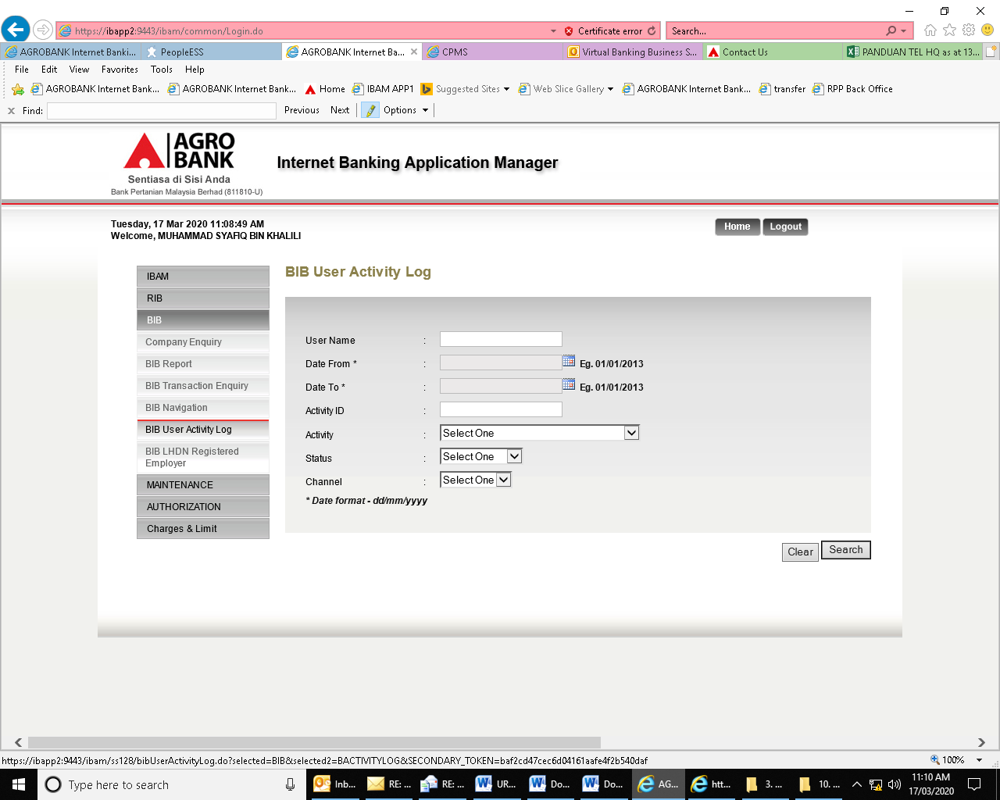 https://ibapp2:9443/ibam/common/Login.do
Certificate error
Search...
AGROBANK Internet Banki...
PeopleESS
AGROBANK Internet Ba...
CPMS
Virtual Banking Business S...
Contact Us
PANDUAN TEL HQ as at 13...
File Edit View Favorites Tools Help
AGROBANK Internet Bank...
AGROBANK Internet Bank...
Home
IBAM APP1
Suggested Sites
Web Slice Gallery
AGROBANK Internet Bank...
transfer
RPP Back Office
x Find:
Previous Next Options
AGRO
BANK
Sentiasa di Sisi Anda
Bank Pertanian Malaysia Berhad (811810-U)
Internet Banking Application Manager
Tuesday, 17 Mar 2020 11:08:49 AM
Welcome, MUHAMMAD SYAFIQ BIN KHALILI
Home Logout
IBAM
RIB
BIB
Company Enquiry
BIB Report
BIB Transaction Enquiry
BIB Navigation
BIB User Activity Log
BIB LHDN Registered
Employer
MAINTENANCE
AUTHORIZATION
Charges & Limit
BIB User Activity Log
User Name :
Date From * : Eg. 01/01/2013
Date To * : Eg. 01/01/2013
Activity ID :
Activity : Select One
Status : Select One
Channel : Select One
* Date format - dd/mm/yyyy
Clear Search
https://ibapp2:9443/ibam/ss128/bibUserActivityLog.do?selected=BIB&selected2=BACTIVITYLOG&SECONDARY_TOKEN=baf2cd47cec6d04161aafe4f2b540daf
100%
Type here to search
Inb...
RE: ...
RE: ...
UR...
Do...
Do...
AG...
htt...
3. ...
10. ...
11:10 AM
17/03/2020